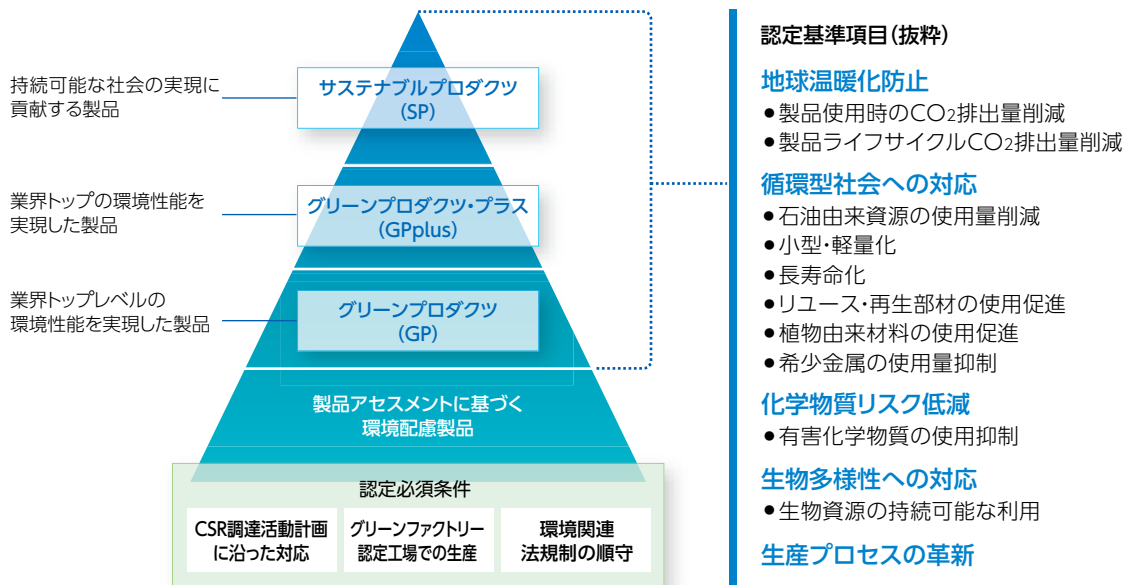 持続可能な社会の実現に
貢献する製品
サステナブルプロダクツ
(SP)
業界トップの環境性能を
実現した製品
グリーンプロダクツ・プラス
(GPplus)
業界トップレベルの
環境性能を実現した製品
グリーンプロダクツ
(GP)
製品アセスメントに基づく
環境配慮製品
認定必須条件
CSR調達活動計画
に沿った対応
グリーンファクトリー
認定工場での生産
環境関連
法規制の順守
認定基準項目(抜粋)
地球温暖化防止
●製品使用時のCO2排出量削減
●製品ライフサイクルCO2排出量削減
循環型社会への対応
●石油由来資源の使用量削減
●小型・軽量化
●長寿命化
●リユース・再生部材の使用促進
●植物由来材料の使用促進
●希少金属の使用量抑制
化学物質リスク低減
●有害化学物質の使用抑制
生物多様性への対応
●生物資源の持続可能な利用
生産プロセスの革新